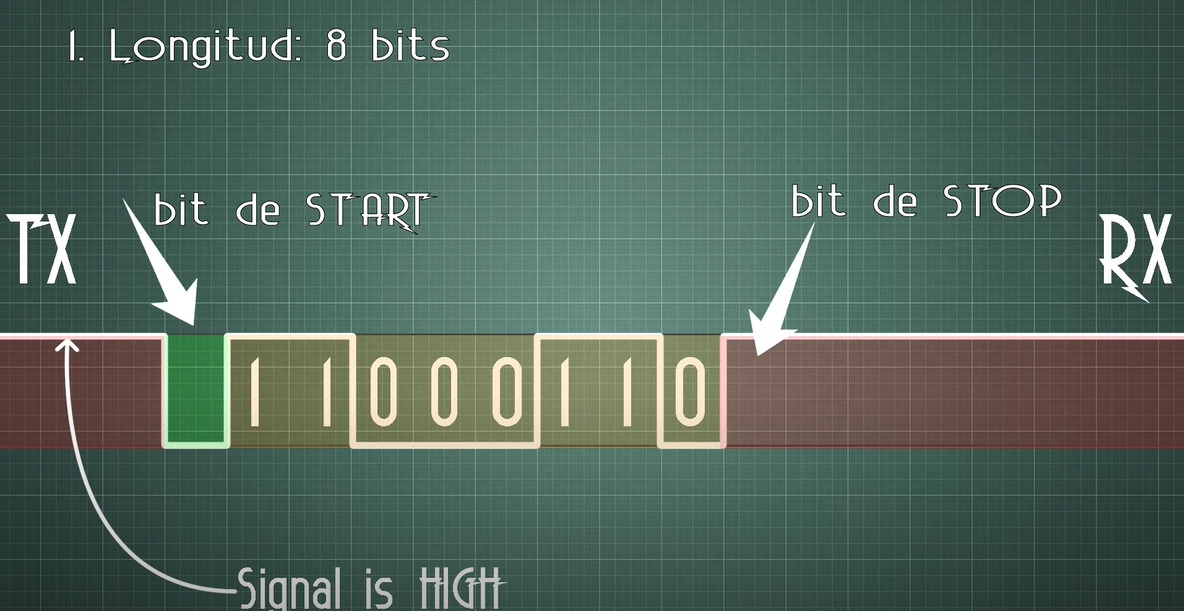 1. Longitud: 8 bits
bit de START
bit de STOP
TX
RX
1 1 0 0 0 1 1 0
Signal is HIGH